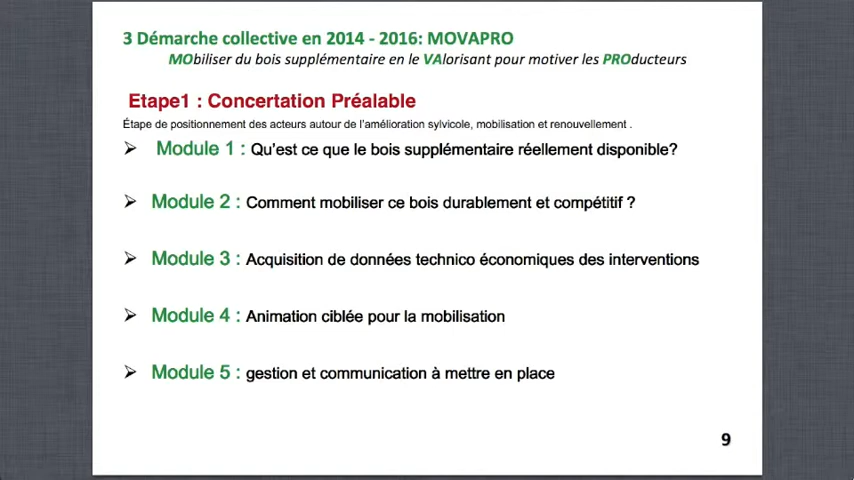 3 Démarche collective en 2014 - 2016: MOVAPRO
MObiliser du bois supplémentaire en le VAlorisant pour motiver les PROducteurs
Etape1 : Concertation Préalable
Étape de positionnement des acteurs autour de l'amélioration sylvicole, mobilisation et renouvellement .
➢ Module 1 : Qu'est ce que le bois supplémentaire réellement disponible?
➢ Module 2 : Comment mobiliser ce bois durablement et compétitif ?
➢ Module 3 : Acquisition de données technico économiques des interventions
➢ Module 4 : Animation ciblée pour la mobilisation
➢ Module 5 : gestion et communication à mettre en place
9